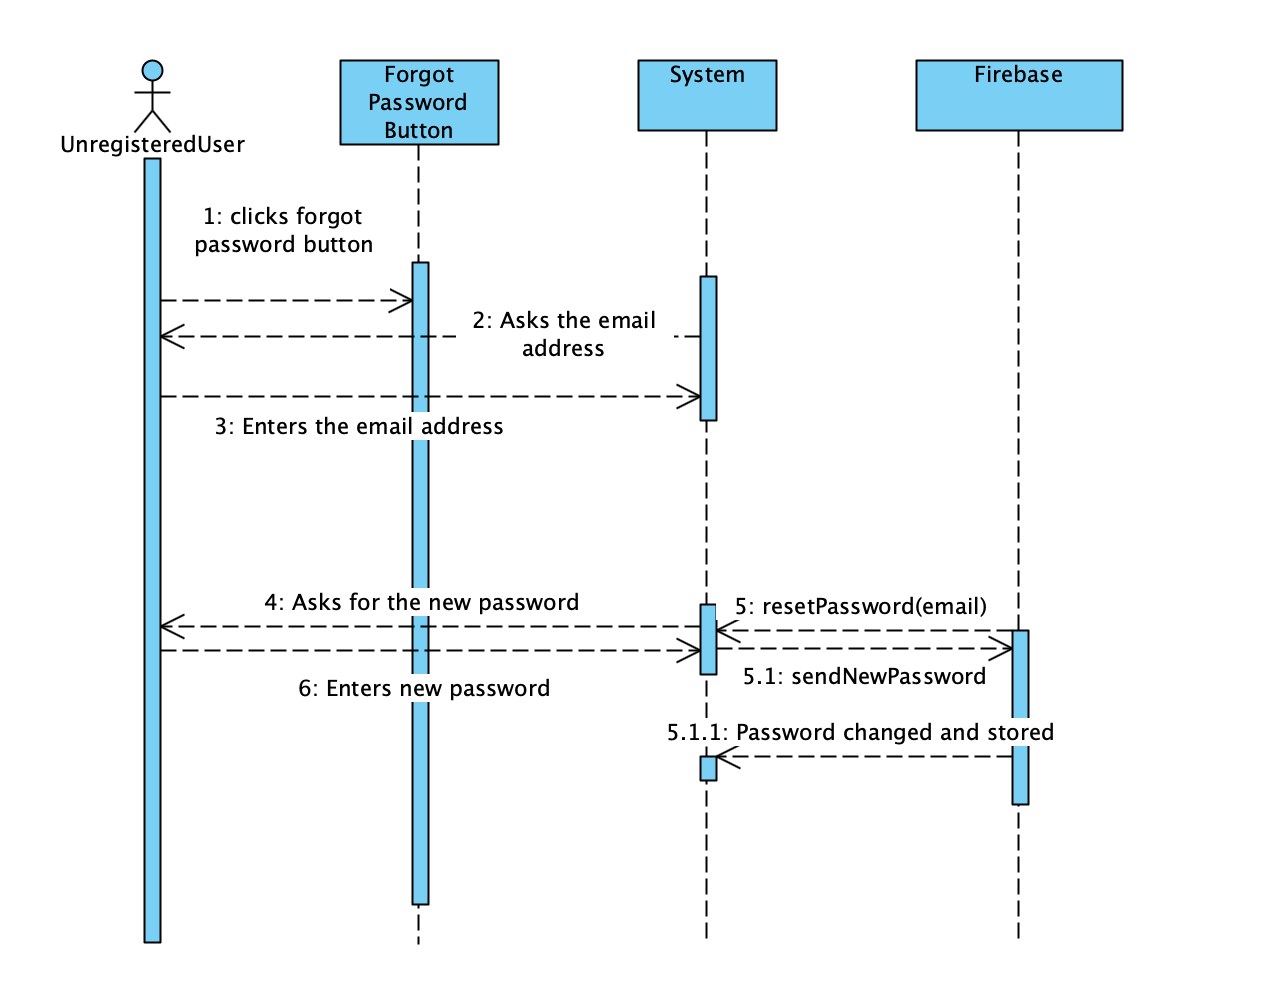 UnregisteredUser
Forgot
Password
Button
System
Firebase
1: clicks forgot
password button
2: Asks the email
address
3: Enters the email address
4: Asks for the new password
5: resetPassword(email)
5.1: sendNewPassword
6: Enters new password
5.1.1: Password changed and stored